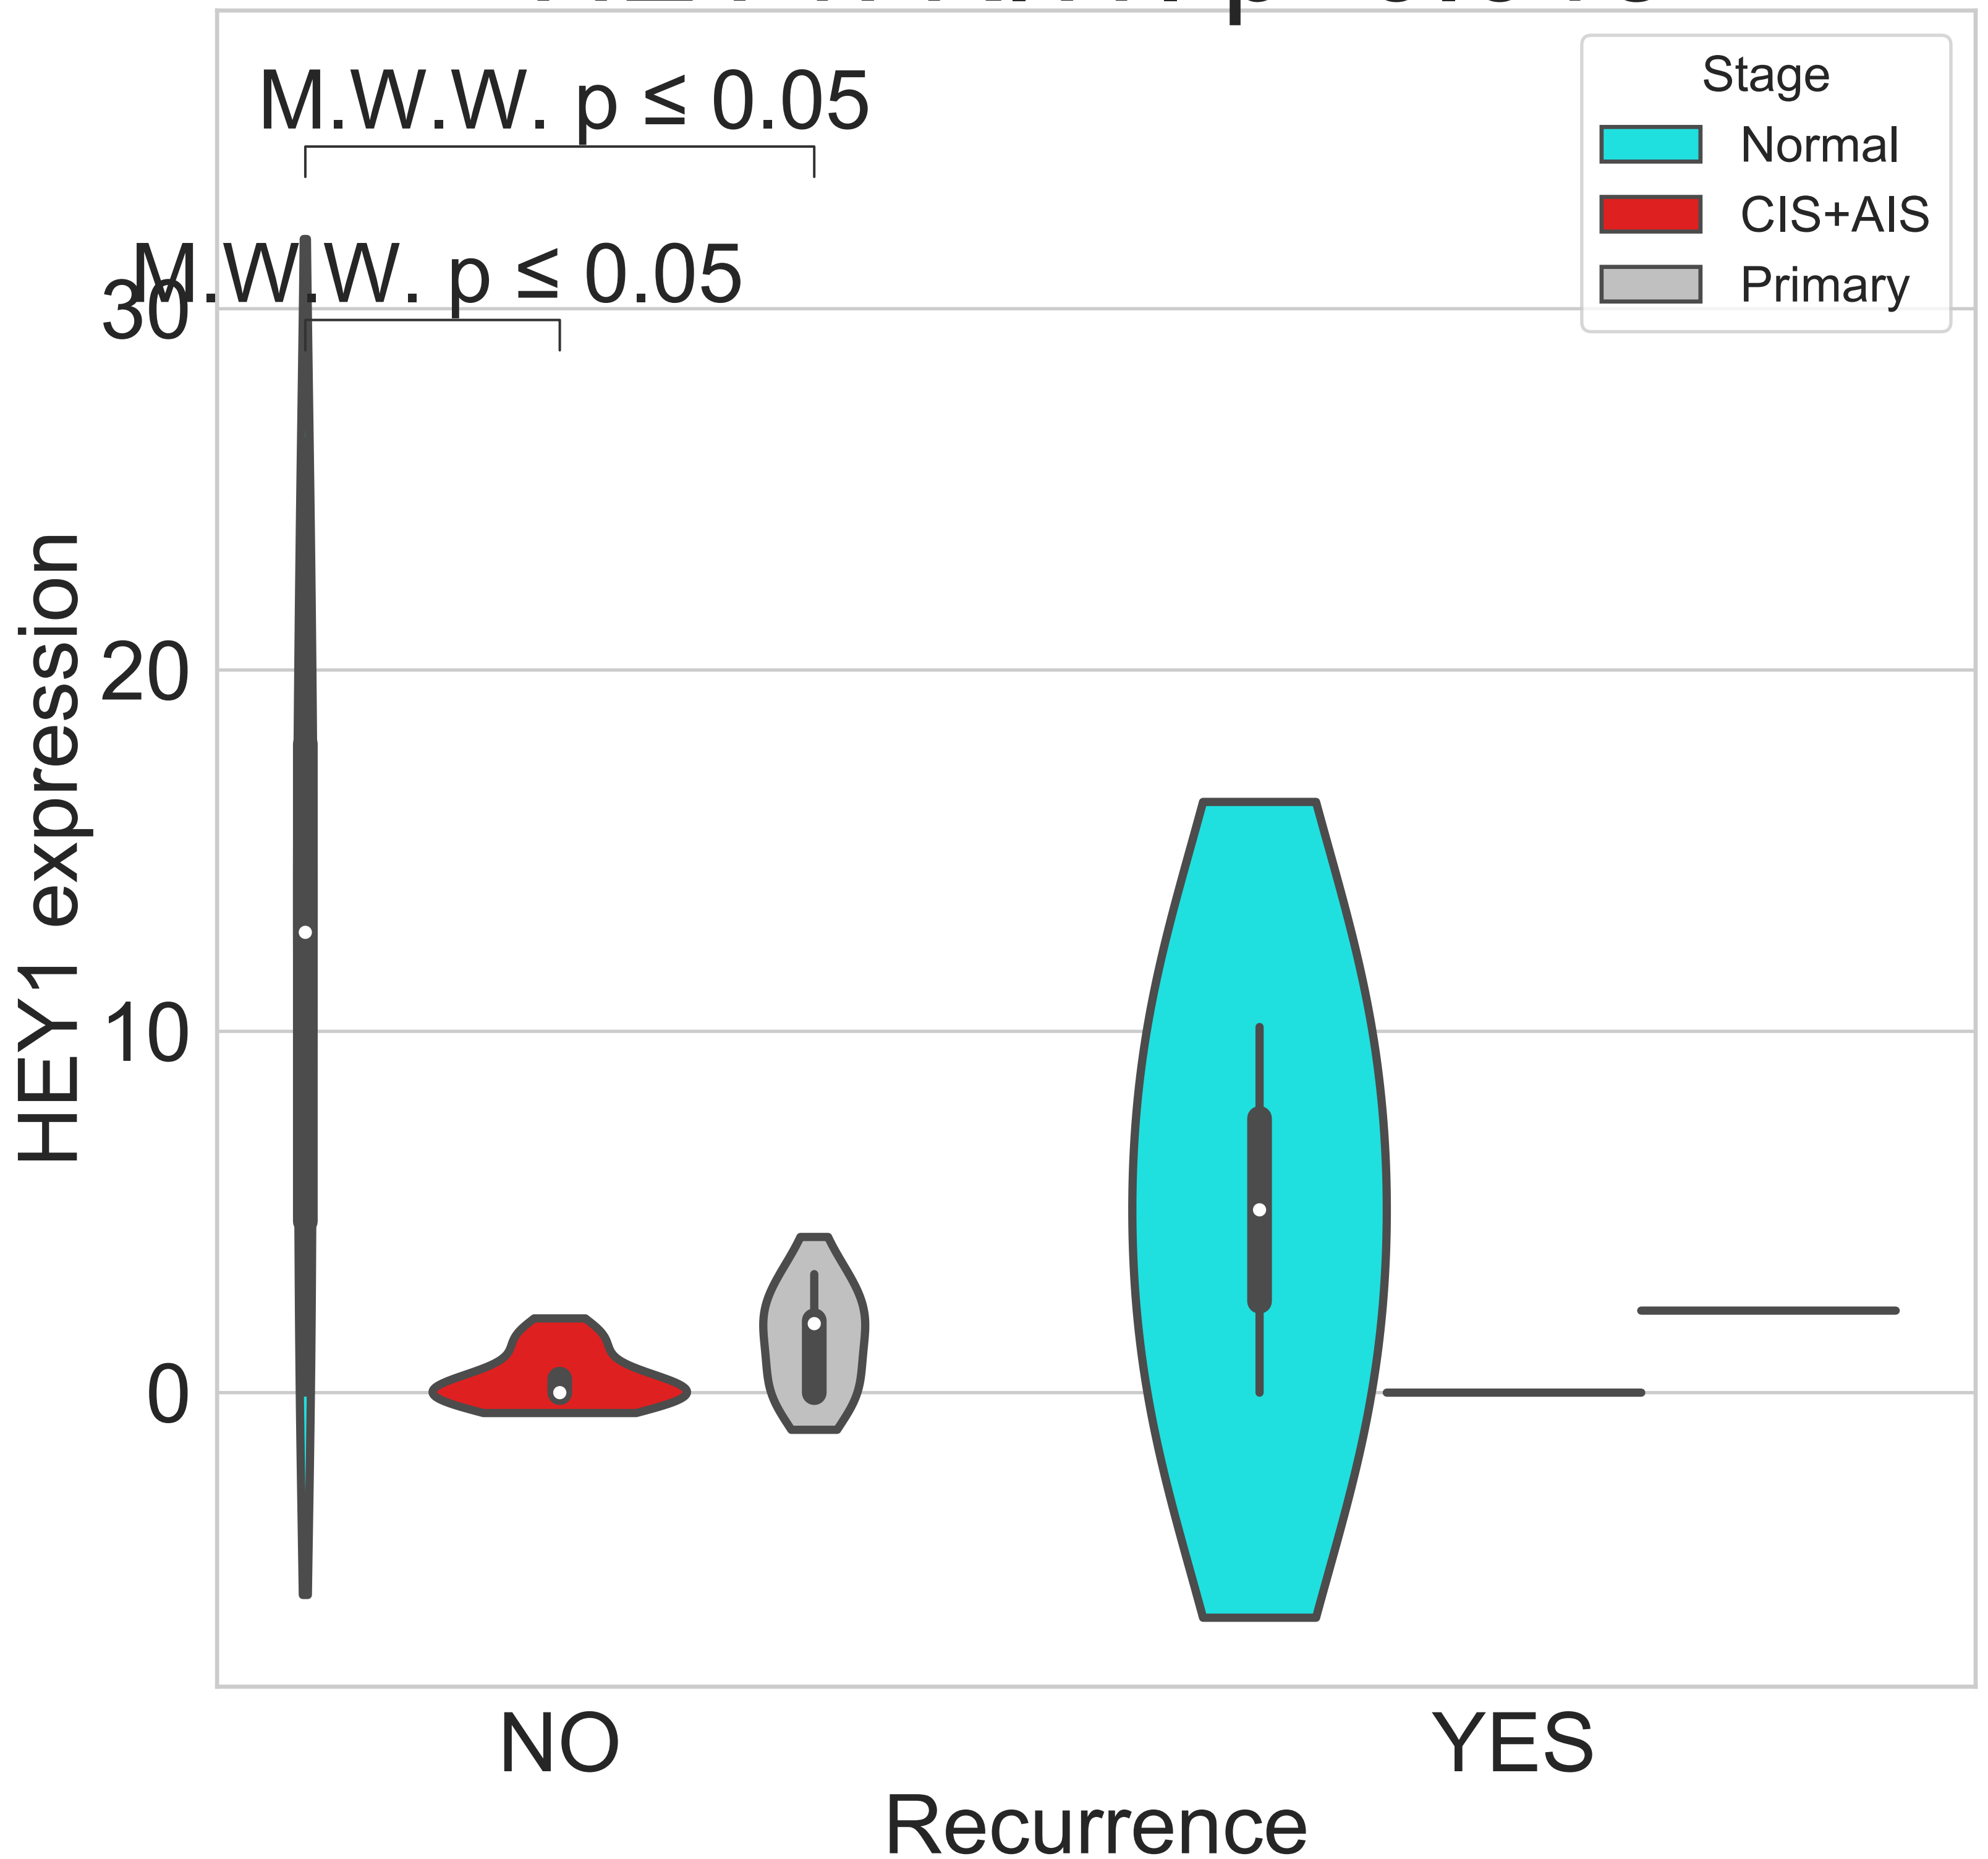 M.W.W. p ≤ 0.05
M.W.W. p ≤ 0.05
Stage
Normal
CIS+AIS
Primary
HEY1 expression
30
20
10
0
NO
YES
Recurrence